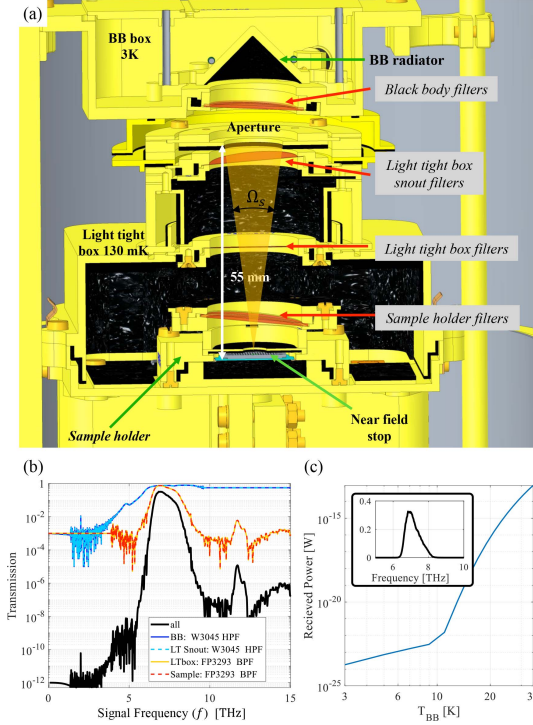 (a)
BB box
3K
BB radiator
Black body filters
Aperture
Light tight box
snout filters
Ωs
Light tight
box 130 mK
Light tight box filters
55 mm
Sample holder filters
Near field
stop
Sample holder
(b)
Transmission
1
10-2
10-4
10-6
10-8
10-10
10-12
all
BB: W3045 HPF
LT Snout: W3045 HPF
LTbox: FP3293 BPF
Sample: FP3293 BPF
0
5
10
15
Signal Frequency (f) [THz]
(c)
Recieved Power [W]
10-15
10-20
10-25
0.4
0.2
0
6
8
10
Frequency [THz]
3
6
10
20
30
TBB [K]